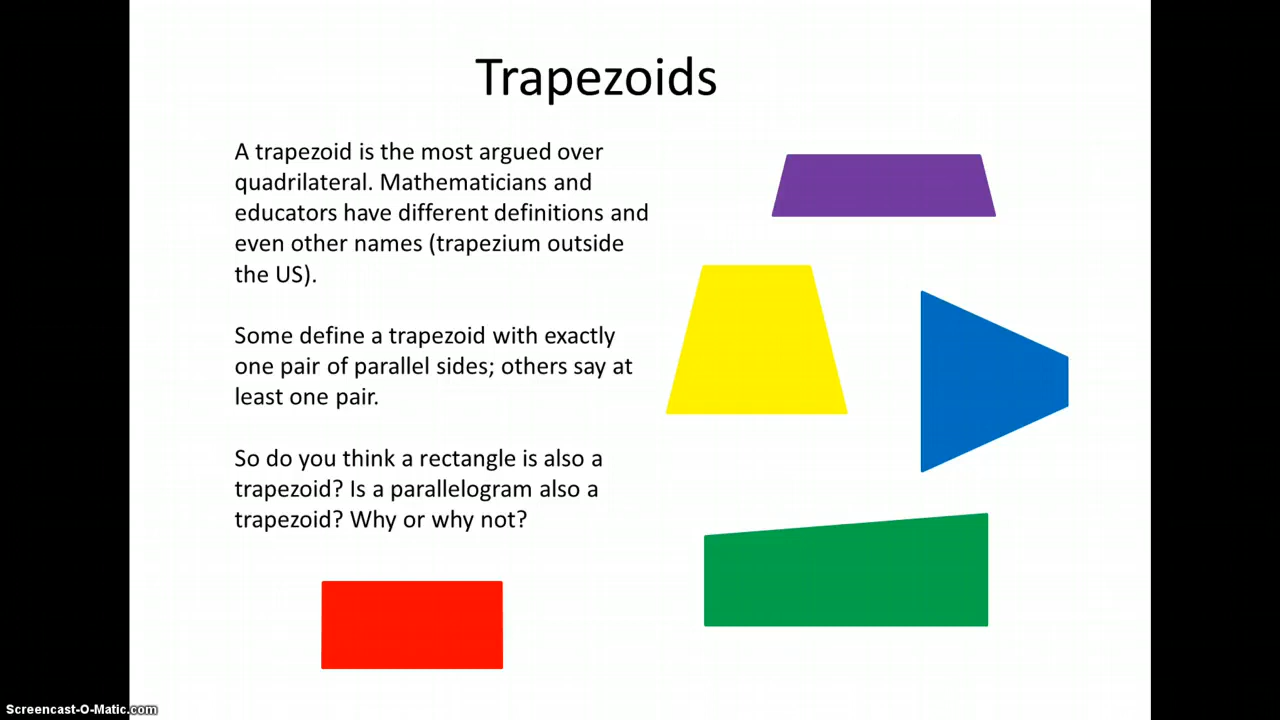 Trapezoids
A trapezoid is the most argued over
quadrilateral. Mathematicians and
educators have different definitions and
even other names (trapezium outside
the US).
Some define a trapezoid with exactly
one pair of parallel sides; others say at
least one pair.
So do you think a rectangle is also a
trapezoid? Is a parallelogram also a
trapezoid? Why or why not?
Screencast-O-Matic.com